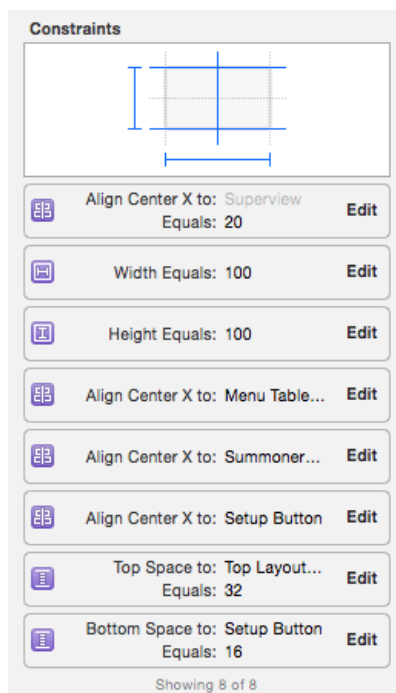 Constraints
Align Center X to: Superview Edit
Equals: 20
Width Equals: 100 Edit
Height Equals: 100 Edit
Align Center X to: Menu Table... Edit
Align Center X to: Summoner... Edit
Align Center X to: Setup Button Edit
Top Space to: Top Layout... Edit
Equals: 32
Bottom Space to: Setup Button Edit
Equals: 16
Showing 8 of 8